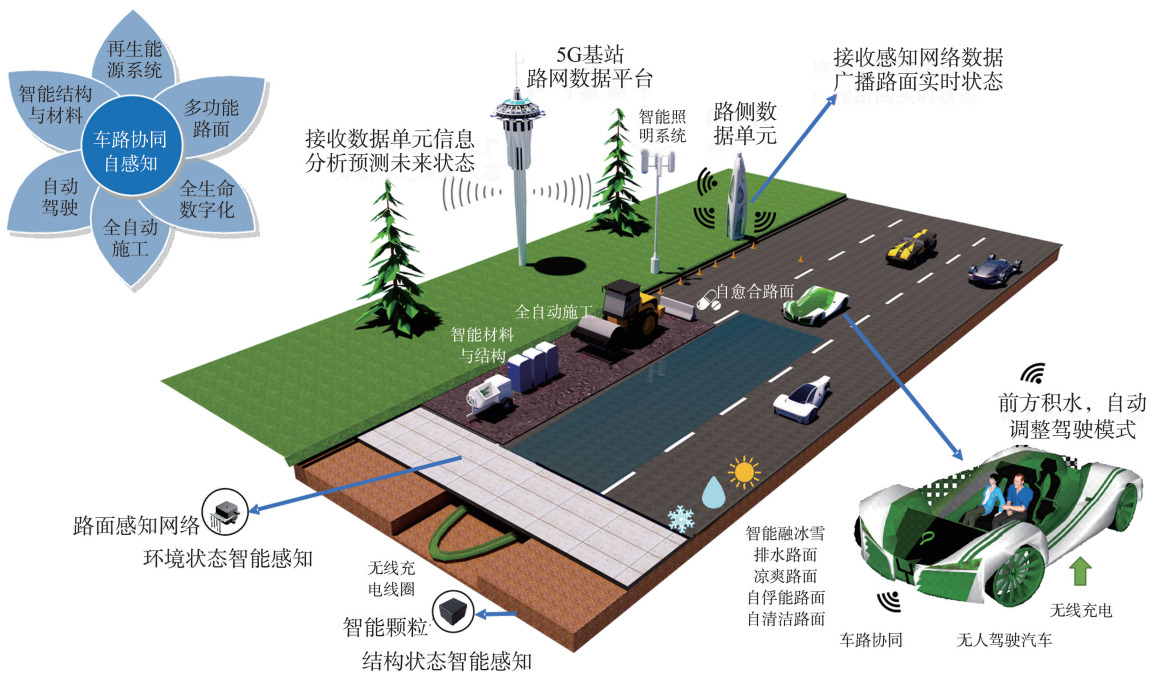 再生能
源系统
智能结构
与材料
多功能
路面
车路协同
自感知
自动
驾驶
全生命
数字化
全自动
施工
5G基站
路网数据平台
接收数据单元信息
分析预测未来状态
智能照
明系统
路侧数
据单元
接收感知网络数据
广播路面实时状态
自愈合路面
全自动施工
智能材料
与结构
前方积水，自动
调整驾驶模式
路面感知网络
环境状态智能感知
无线充
电线圈
智能颗粒
结构状态智能感知
智能融冰雪
排水路面
凉爽路面
自俘能路面
自清洁路面
无线充电
车路协同
无人驾驶汽车